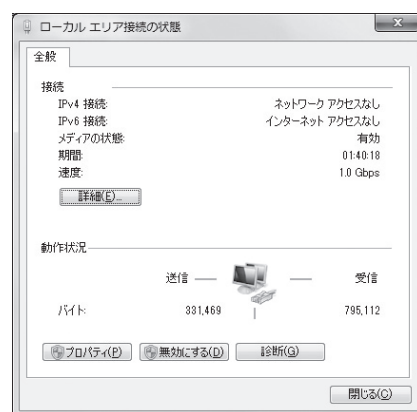 ローカル エリア接続の状態
全般
接続
IPv4 接続: ネットワーク アクセスなし
IPv6 接続: インターネット アクセスなし
メディアの状態: 有効
期間: 01:40:18
速度: 1.0 Gbps
詳細(E)...
動作状況
送信 受信
バイト: 331,469 795,112
プロパティ(P) 無効にする(D) 診断(G)
閉じる(C)